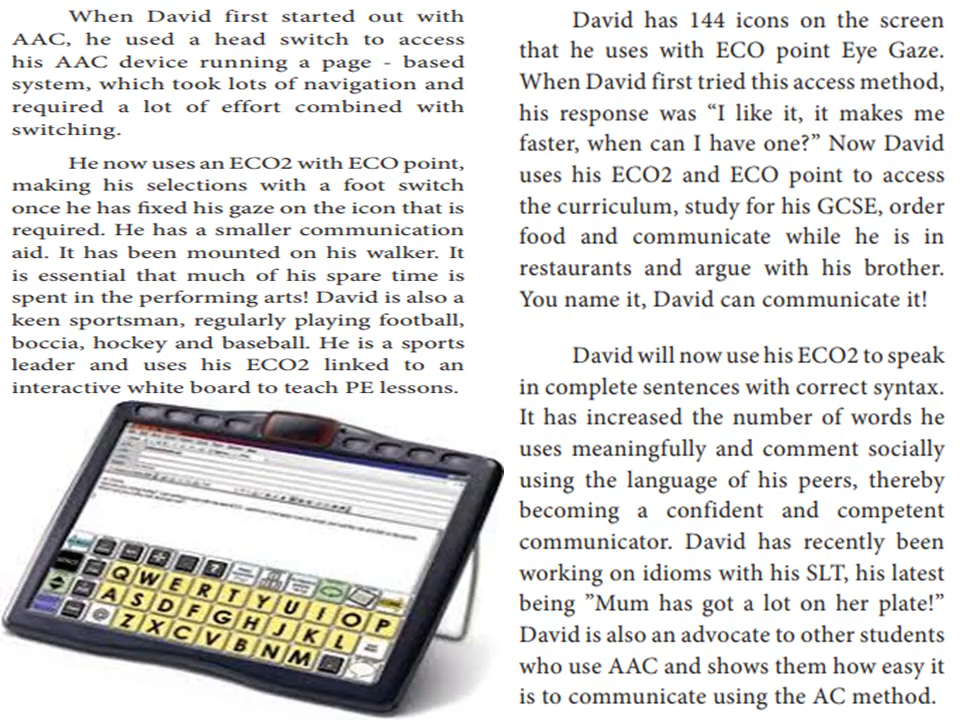 When David first started out with
AAC, he used a head switch to access
his AAC device running a page - based
system, which took lots of navigation and
required a lot of effort combined with
switching.
He now uses an ECO2 with ECO point,
making his selections with a foot switch
once he has fixed his gaze on the icon that is
required. He has a smaller communication
aid. It has been mounted on his walker. It
is essential that much of his spare time is
spent in the performing arts! David is also a
keen sportsman, regularly playing football,
boccia, hockey and baseball. He is a sports
leader and uses his ECO2 linked to an
interactive white board to teach PE lessons.
Q W E R T Y U I O P
A S D F G H J K L
@ Z X C V B N M
David has 144 icons on the screen
that he uses with ECO point Eye Gaze.
When David first tried this access method,
his response was “I like it, it makes me
faster, when can I have one?” Now David
uses his ECO2 and ECO point to access
the curriculum, study for his GCSE, order
food and communicate while he is in
restaurants and argue with his brother.
You name it, David can communicate it!
David will now use his ECO2 to speak
in complete sentences with correct syntax.
It has increased the number of words he
uses meaningfully and comment socially
using the language of his peers, thereby
becoming a confident and competent
communicator. David has recently been
working on idioms with his SLT, his latest
being ”Mum has got a lot on her plate!”
David is also an advocate to other students
who use AAC and shows them how easy it
is to communicate using the AC method.